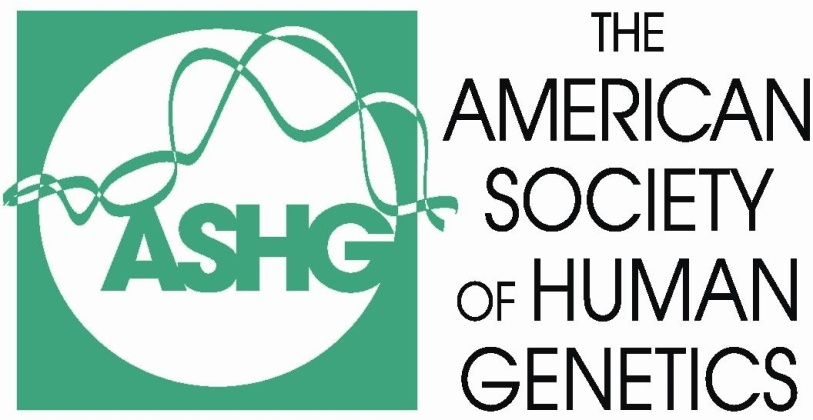 ASHG
THE
AMERICAN
SOCIETY
OF HUMAN
GENETICS